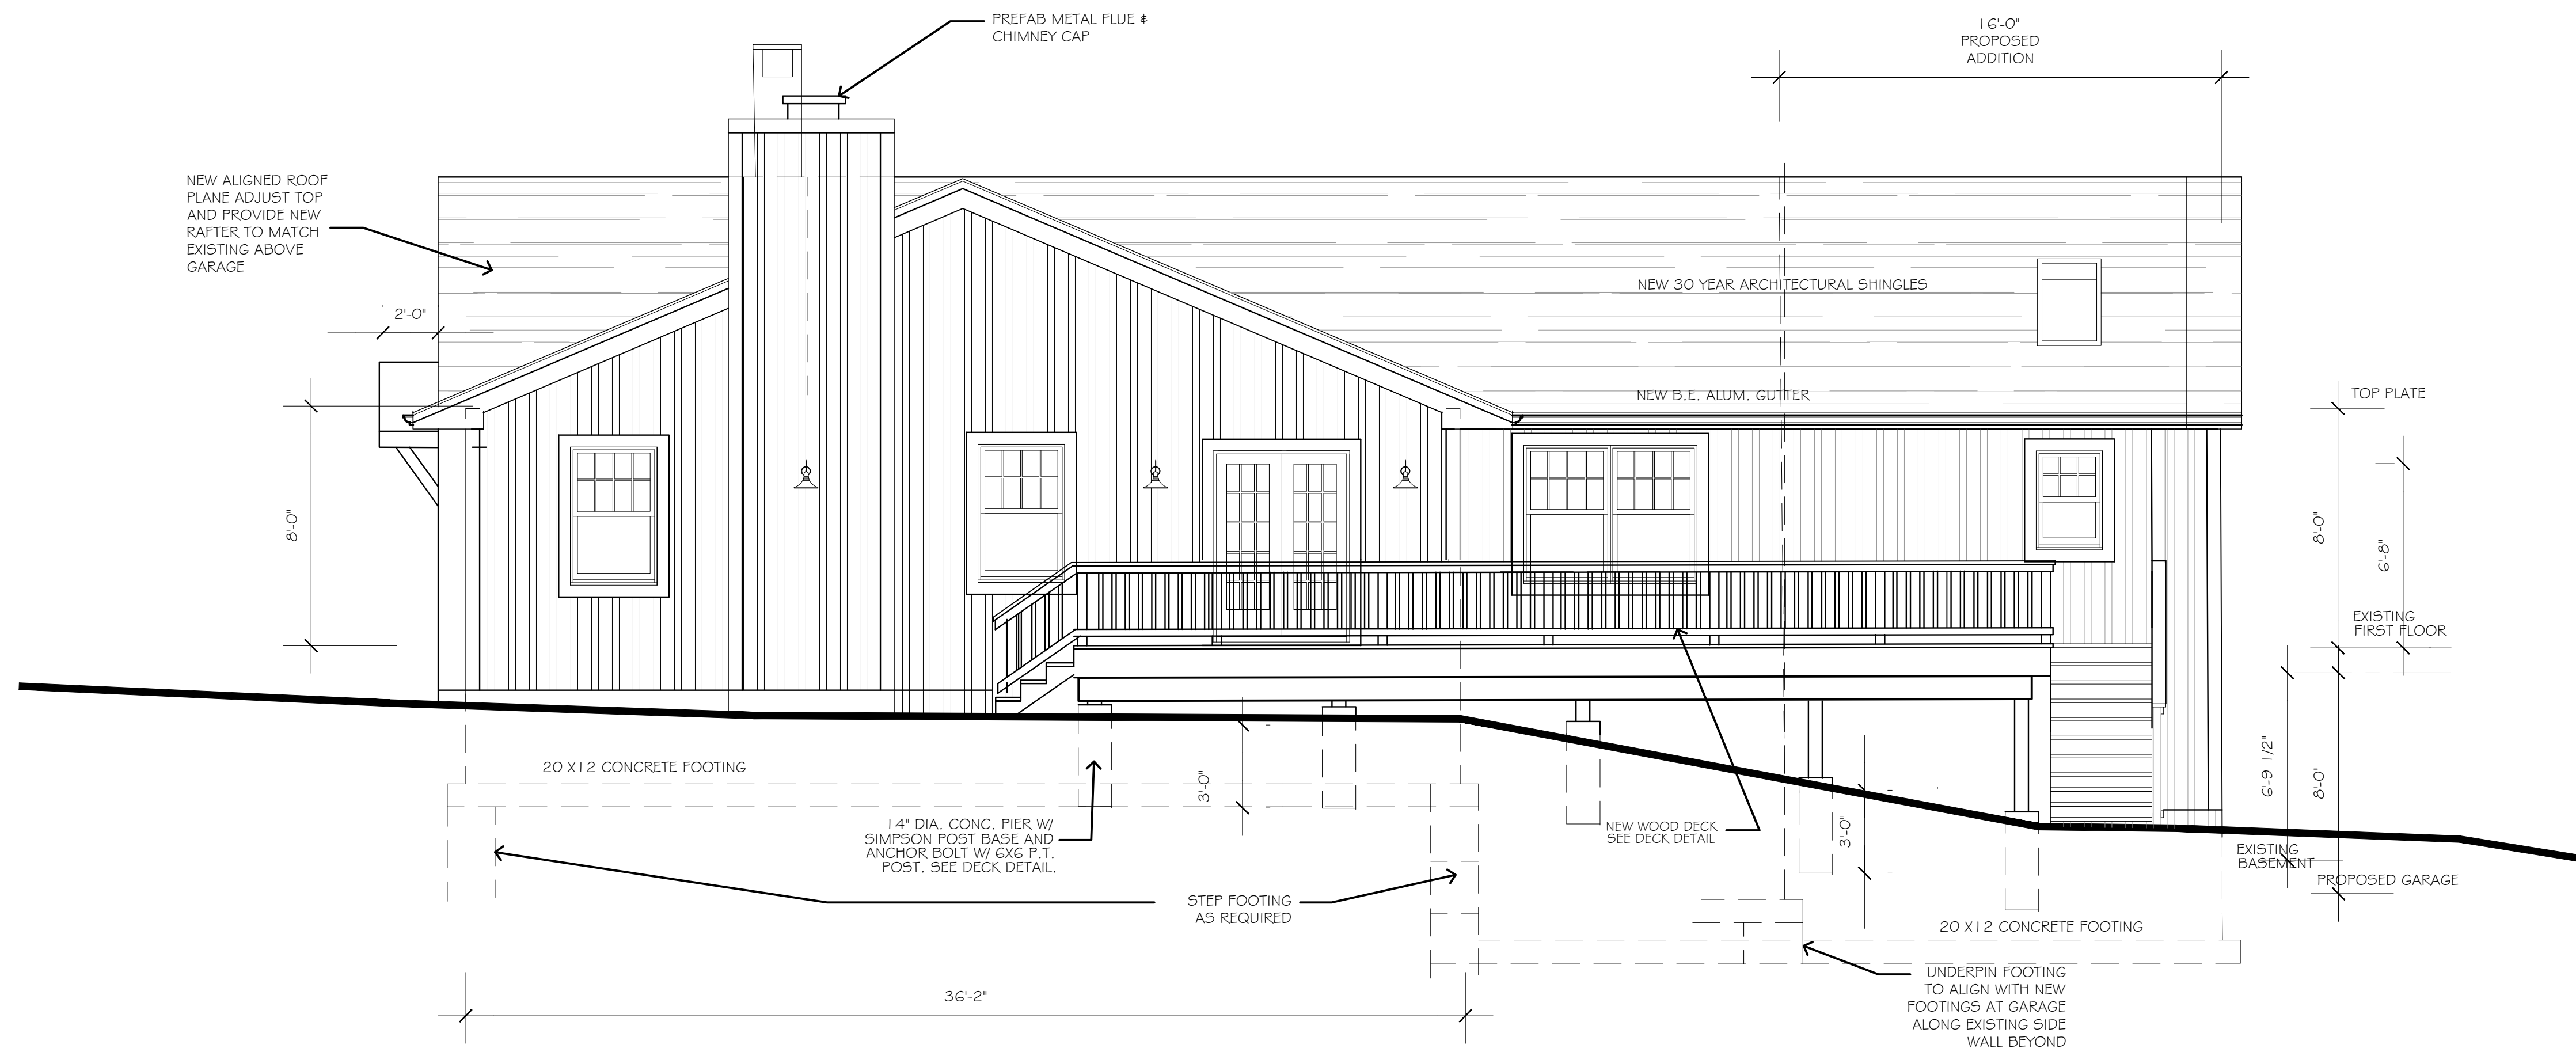 PREFAB METAL FLUE &
CHIMNEY CAP
16'-0"
PROPOSED
ADDITION
NEW ALIGNED ROOF
PLANE ADJUST TOP
AND PROVIDE NEW
RAFTER TO MATCH
EXISTING ABOVE
GARAGE
NEW 30 YEAR ARCHITECTURAL SHINGLES
2'-0"
NEW B.E. ALUM. GUTTER
TOP PLATE
8'-0"
8'-0"
6'-8"
EXISTING
FIRST FLOOR
20 X12 CONCRETE FOOTING
3'-0"
6'-9 1/2"
8'-0"
14" DIA. CONC. PIER W/
SIMPSON POST BASE AND
ANCHOR BOLT W/ 6X6 P.T.
POST. SEE DECK DETAIL.
NEW WOOD DECK
SEE DECK DETAIL
3'-0"
EXISTING
BASEMENT
PROPOSED GARAGE
STEP FOOTING
AS REQUIRED
20 X12 CONCRETE FOOTING
UNDERPIN FOOTING
TO ALIGN WITH NEW
FOOTINGS AT GARAGE
ALONG EXISTING SIDE
WALL BEYOND
36'-2"